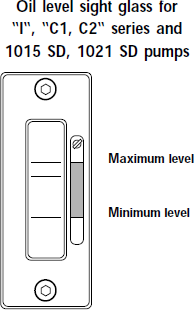 Oil level sight glass for
"I", "C1, C2" series and
1015 SD, 1021 SD pumps
Maximum level
Minimum level